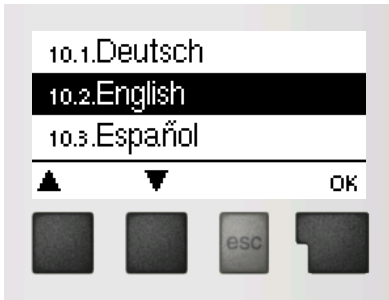 10.1.Deutsch
10.2.English
10.3.Español
▲ ▼ OK
esc